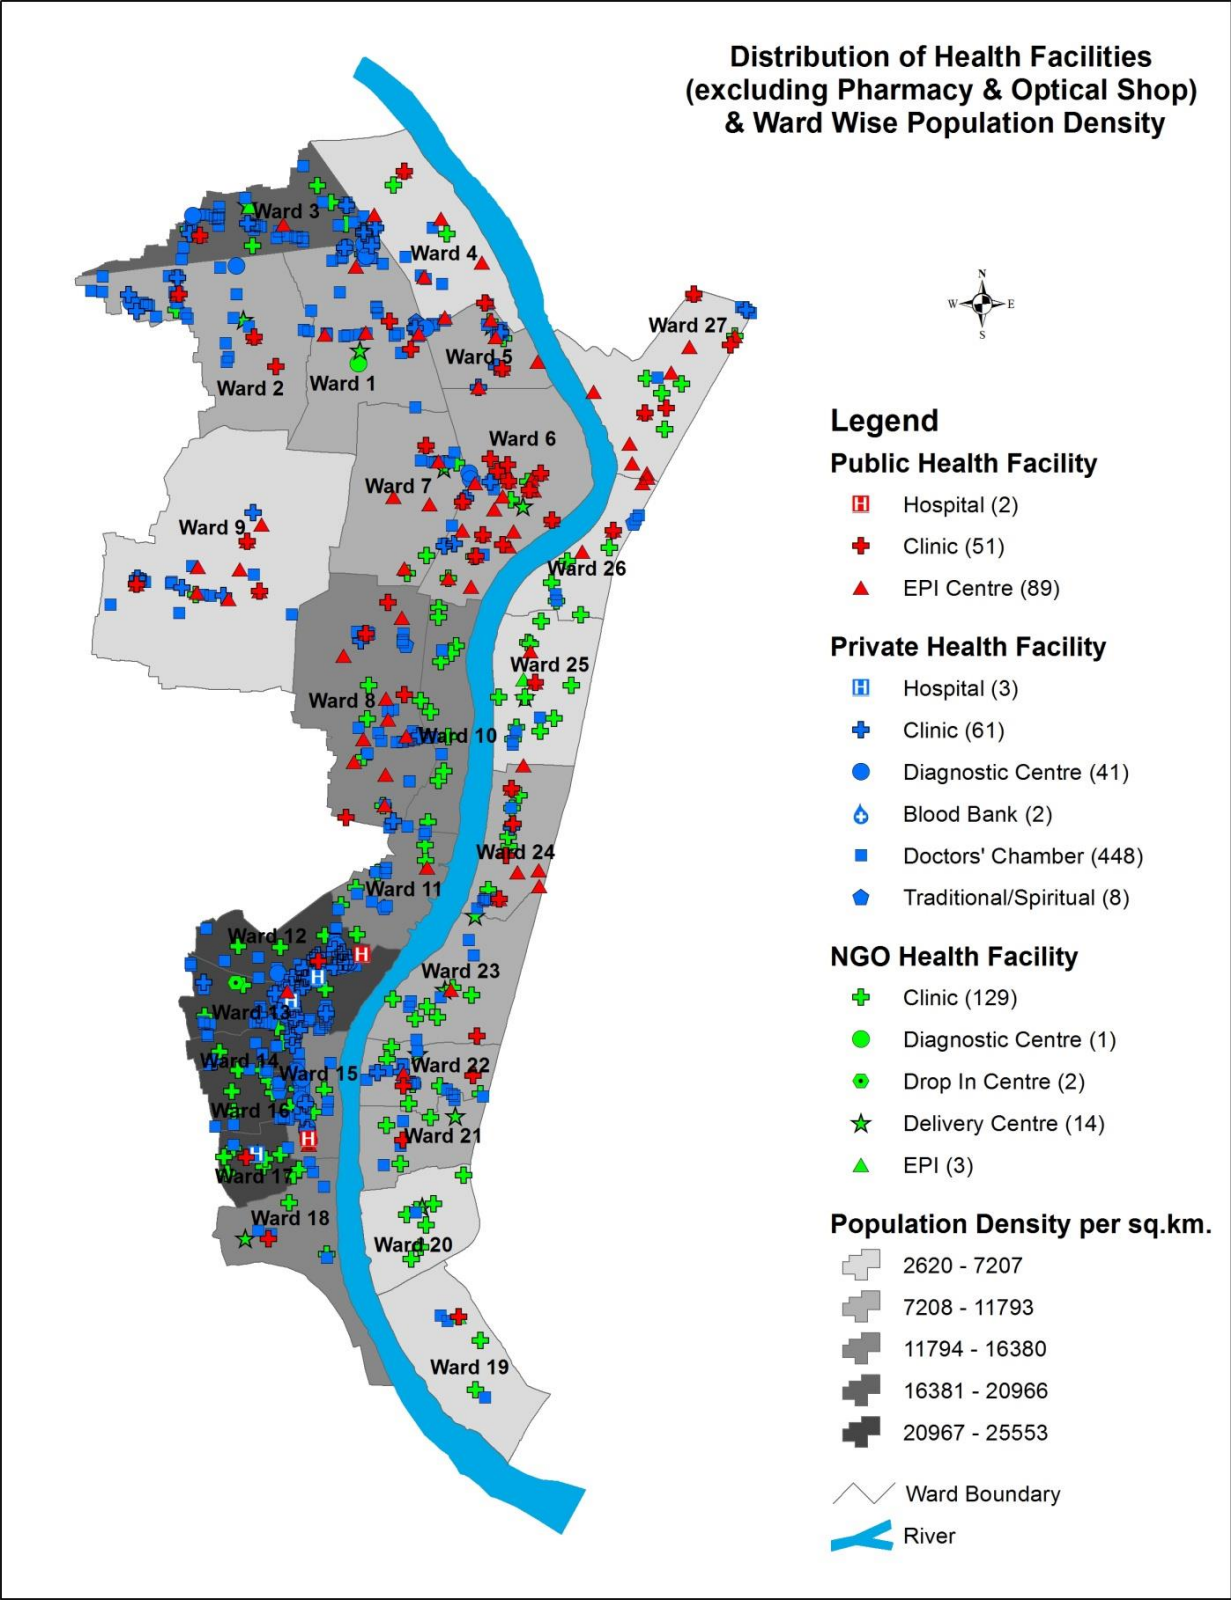 Distribution of Health Facilities
(excluding Pharmacy & Optical Shop)
& Ward Wise Population Density
N
W E
S
Ward 3
Ward 4
Ward 27
Ward 5
Ward 2
Ward 1
Ward 6
Ward 7
Ward 9
Ward 26
Ward 25
Ward 8
Ward 10
Ward 24
Ward 11
Ward 12
Ward 23
Ward 13
Ward 14
Ward 15
Ward 22
Ward 16
Ward 21
Ward 17
Ward 18
Ward 20
Ward 19
H
H
H
H
H
Legend
Public Health Facility
H Hospital (2)
Clinic (51)
EPI Centre (89)
Private Health Facility
H Hospital (3)
Clinic (61)
Diagnostic Centre (41)
Blood Bank (2)
Doctors' Chamber (448)
Traditional/Spiritual (8)
NGO Health Facility
Clinic (129)
Diagnostic Centre (1)
Drop In Centre (2)
Delivery Centre (14)
EPI (3)
Population Density per sq.km.
2620 - 7207
7208 - 11793
11794 - 16380
16381 - 20966
20967 - 25553
Ward Boundary
River